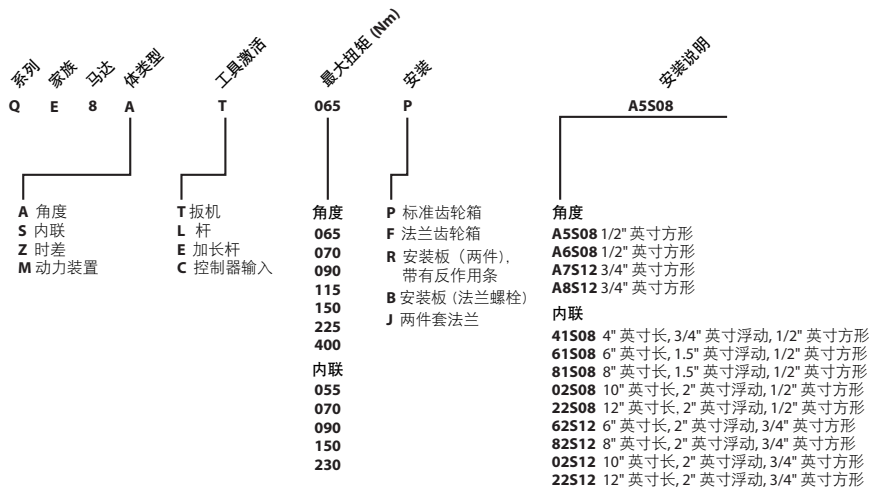 系列 家族 马达 体类型 工具激活 最大扭矩 (Nm) 安装 安装说明
Q E 8 A T 065 P A5S08
A 角度
S 内联
Z 时差
M 动力装置
T 扳机
L 杆
E 加长杆
C 控制器输入
角度
065
070
090
115
150
225
400
内联
055
070
090
150
230
P 标准齿轮箱
F 法兰齿轮箱
R 安装板（两件),
带有反作用条
B 安装板 (法兰螺栓)
J 两件套法兰
角度
A5S08 1/2" 英寸方形
A6S08 1/2" 英寸方形
A7S12 3/4" 英寸方形
A8S12 3/4" 英寸方形
内联
41S08 4" 英寸长, 3/4" 英寸浮动, 1/2" 英寸方形
61S08 6" 英寸长, 1.5" 英寸浮动, 1/2" 英寸方形
81S08 8" 英寸长, 1.5" 英寸浮动, 1/2" 英寸方形
02S08 10" 英寸长, 2" 英寸浮动, 1/2" 英寸方形
22S08 12" 英寸长, 2" 英寸浮动, 1/2" 英寸方形
62S12 6" 英寸长, 2" 英寸浮动, 3/4" 英寸方形
82S12 8" 英寸长, 2" 英寸浮动, 3/4" 英寸方形
02S12 10" 英寸长, 2" 英寸浮动, 3/4" 英寸方形
22S12 12" 英寸长, 2" 英寸浮动, 3/4" 英寸方形